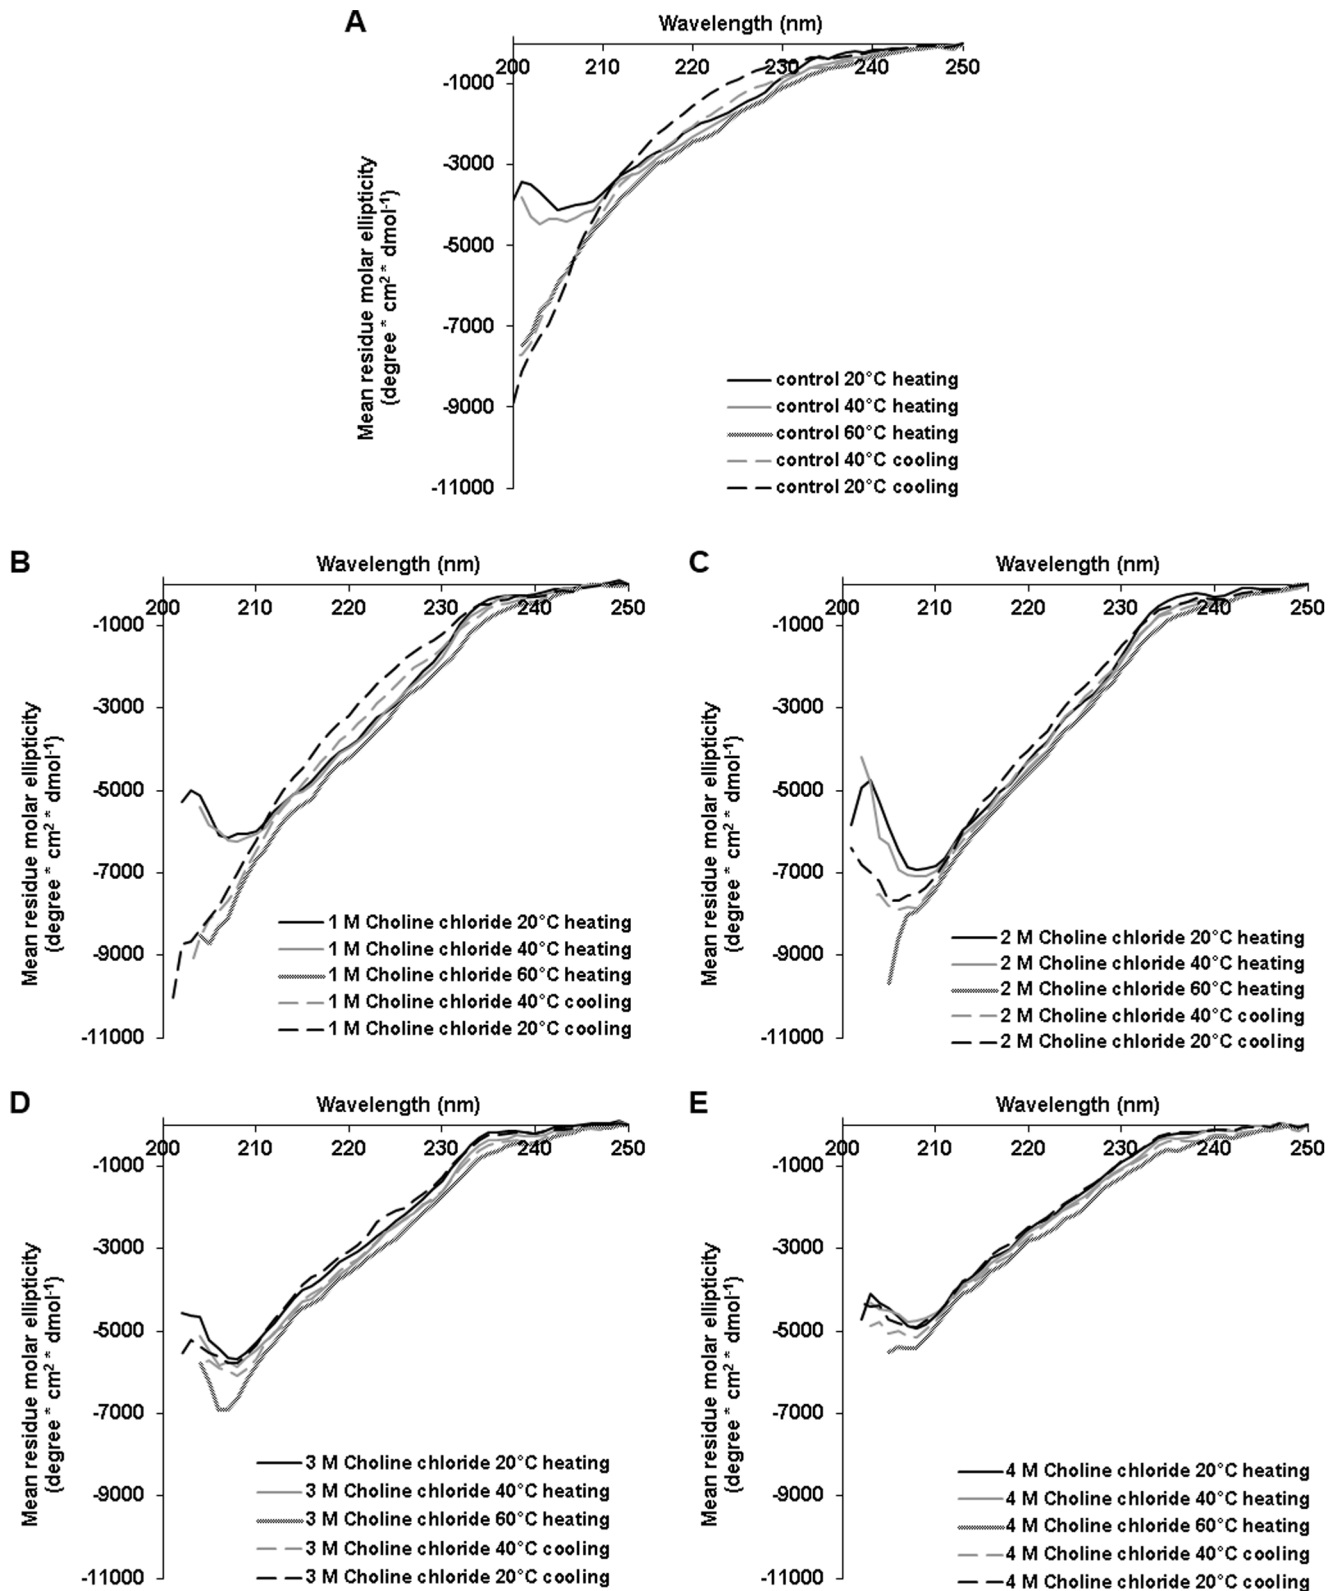 A
Wavelength (nm)
200 210 220 230 240 250
-1000
-3000
-5000
-7000
-9000
-11000
Mean residue molar ellipticity
(degree * cm2 * dmol-1)
control 20°C heating
control 40°C heating
control 60°C heating
control 40°C cooling
control 20°C cooling
B
Wavelength (nm)
200 210 220 230 240 250
-1000
-3000
-5000
-7000
-9000
-11000
Mean residue molar ellipticity
(degree * cm2 * dmol-1)
1 M Choline chloride 20°C heating
1 M Choline chloride 40°C heating
1 M Choline chloride 60°C heating
1 M Choline chloride 40°C cooling
1 M Choline chloride 20°C cooling
C
Wavelength (nm)
200 210 220 230 240 250
-1000
-3000
-5000
-7000
-9000
-11000
Mean residue molar ellipticity
(degree * cm2 * dmol-1)
2 M Choline chloride 20°C heating
2 M Choline chloride 40°C heating
2 M Choline chloride 60°C heating
2 M Choline chloride 40°C cooling
2 M Choline chloride 20°C cooling
D
Wavelength (nm)
200 210 220 230 240 250
-1000
-3000
-5000
-7000
-9000
-11000
Mean residue molar ellipticity
(degree * cm2 * dmol-1)
3 M Choline chloride 20°C heating
3 M Choline chloride 40°C heating
3 M Choline chloride 60°C heating
3 M Choline chloride 40°C cooling
3 M Choline chloride 20°C cooling
E
Wavelength (nm)
200 210 220 230 240 250
-1000
-3000
-5000
-7000
-9000
-11000
Mean residue molar ellipticity
(degree * cm2 * dmol-1)
4 M Choline chloride 20°C heating
4 M Choline chloride 40°C heating
4 M Choline chloride 60°C heating
4 M Choline chloride 40°C cooling
4 M Choline chloride 20°C cooling